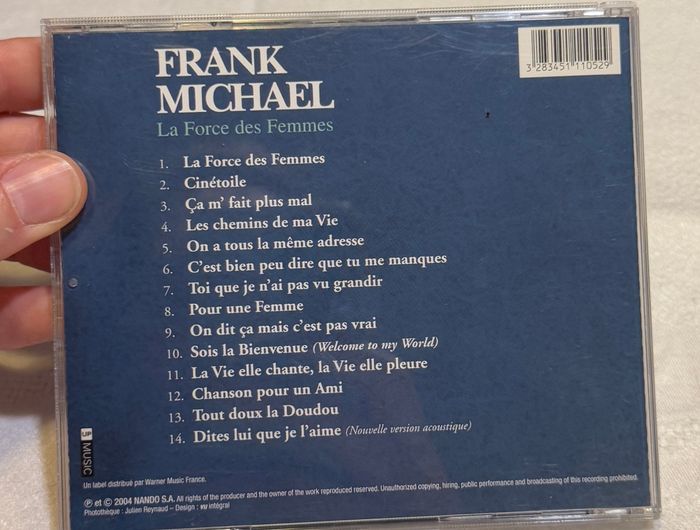 FRANK
MICHAEL
La Force des Femmes
3 283451 110529
1. La Force des Femmes
2. Cinétoile
3. Ça m' fait plus mal
4. Les chemins de ma Vie
5. On a tous la même adresse
6. C'est bien peu dire que tu me manques
7. Toi que je n'ai pas vu grandir
8. Pour une Femme
9. On dit ça mais c'est pas vrai
10. Sois la Bienvenue (Welcome to my World)
11. La Vie elle chante, la Vie elle pleure
12. Chanson pour un Ami
13. Tout doux la Doudou
14. Dites lui que je l'aime (Nouvelle version acoustique)
UP MUSIC
Un label distribué par Warner Music France.
℗ et © 2004 NANDO S.A. All rights of the producer and the owner of the work reproduced reserved. Unauthorized copying, hiring, public performance and broadcasting of this recording prohibited.
Photothèque : Julien Reynaud – Design : vu intégral